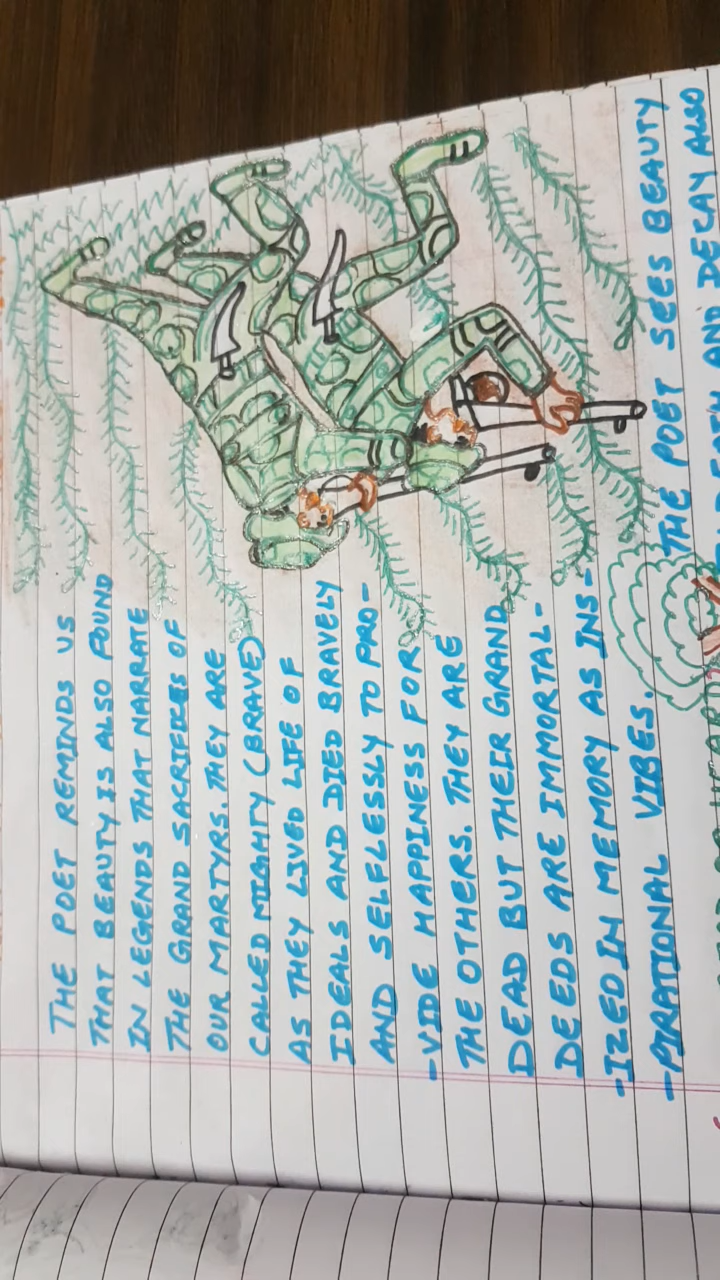 THE POET REMINDS US
THAT BEAUTY IS ALSO FOUND
IN LEGENDS THAT NARRATE
THE GRAND SACRIFICES OF
OUR MARTYRS. THEY ARE
CALLED MIGHTY (BRAVE)
AS THEY LIVED LIFE OF
IDEALS AND DIED BRAVELY
AND SELFLESSLY TO PRO-
-VIDE HAPPINESS FOR
THE OTHERS. THEY ARE
DEAD BUT THEIR GRAND
DEEDS ARE IMMORTAL-
-IZED IN MEMORY AS INS-
-PIRATIONAL VIBES. THE POET SEES BEAUTY
AND DECAY ALSO